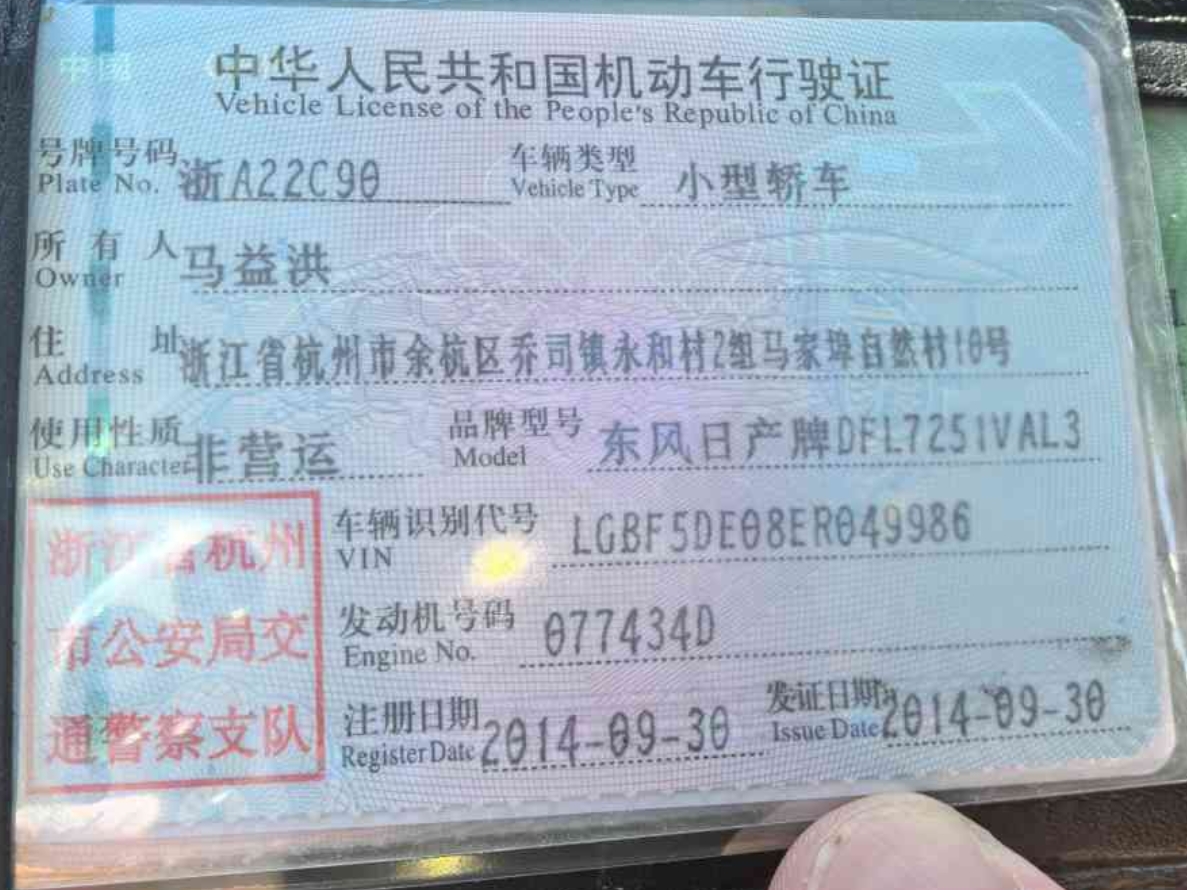 中华人民共和国机动车行驶证
Vehicle License of the People's Republic of China
号牌号码 浙A22C90 车辆类型 小型轿车
Plate No. Vehicle Type
所有人 马益洪
Owner
住址 浙江省杭州市余杭区乔司镇永和村2组马家埠自然村10号
Address
使用性质 非营运 品牌型号 东风日产牌DFL7251VAL3
Use Character Model
车辆识别代号 LGBF5DE08ER049986
VIN
发动机号码 077434D
Engine No.
注册日期 2014-09-30 发证日期 2014-09-30
Register Date Issue Date
浙江省杭州
市公安局交
通警察支队